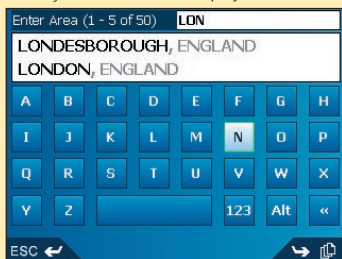 Enter Area (1 - 5 of 50) LON
LONDESBOROUGH, ENGLAND
LONDON, ENGLAND
A B C D E F G H
I J K L M N O P
Q R S T U V W X
Y Z 123 Alt «
ESC